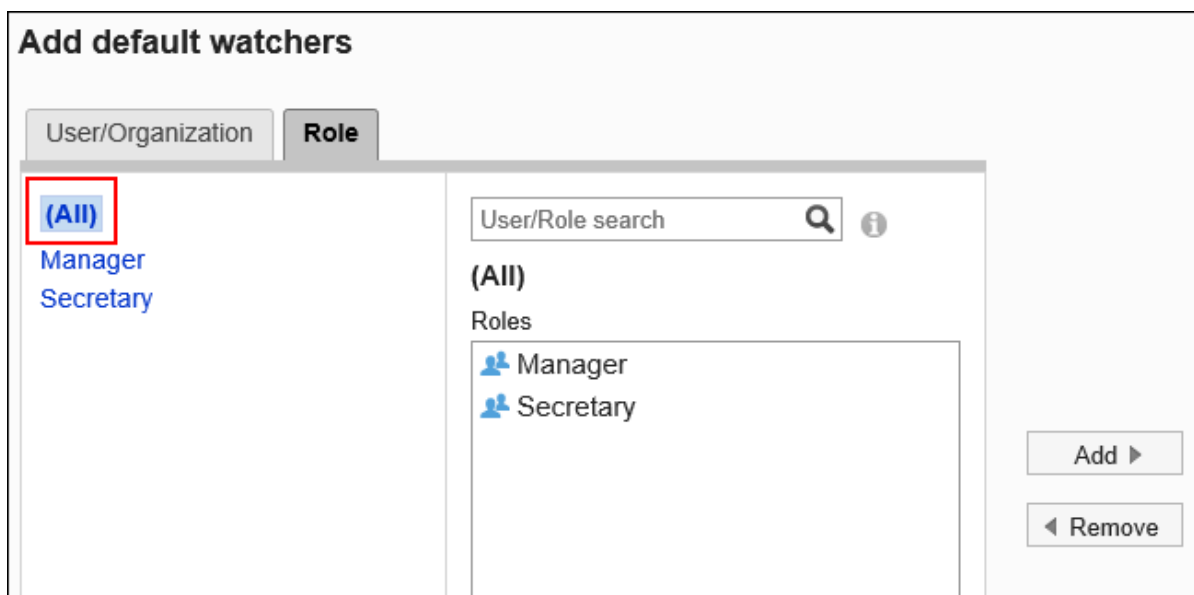 Add default watchers
User/Organization
Role
(All)
Manager
Secretary
User/Role search
(All)
Roles
Manager
Secretary
Add
Remove